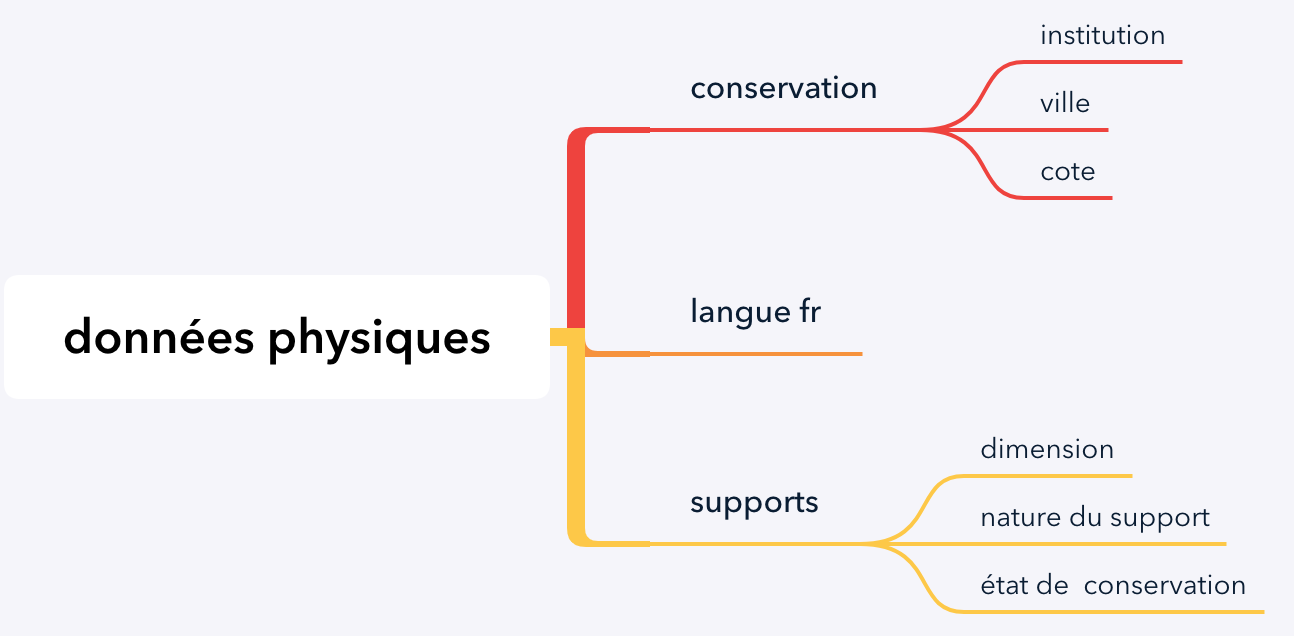 données physiques
conservation
institution
ville
cote
langue fr
supports
dimension
nature du support
état de  conservation